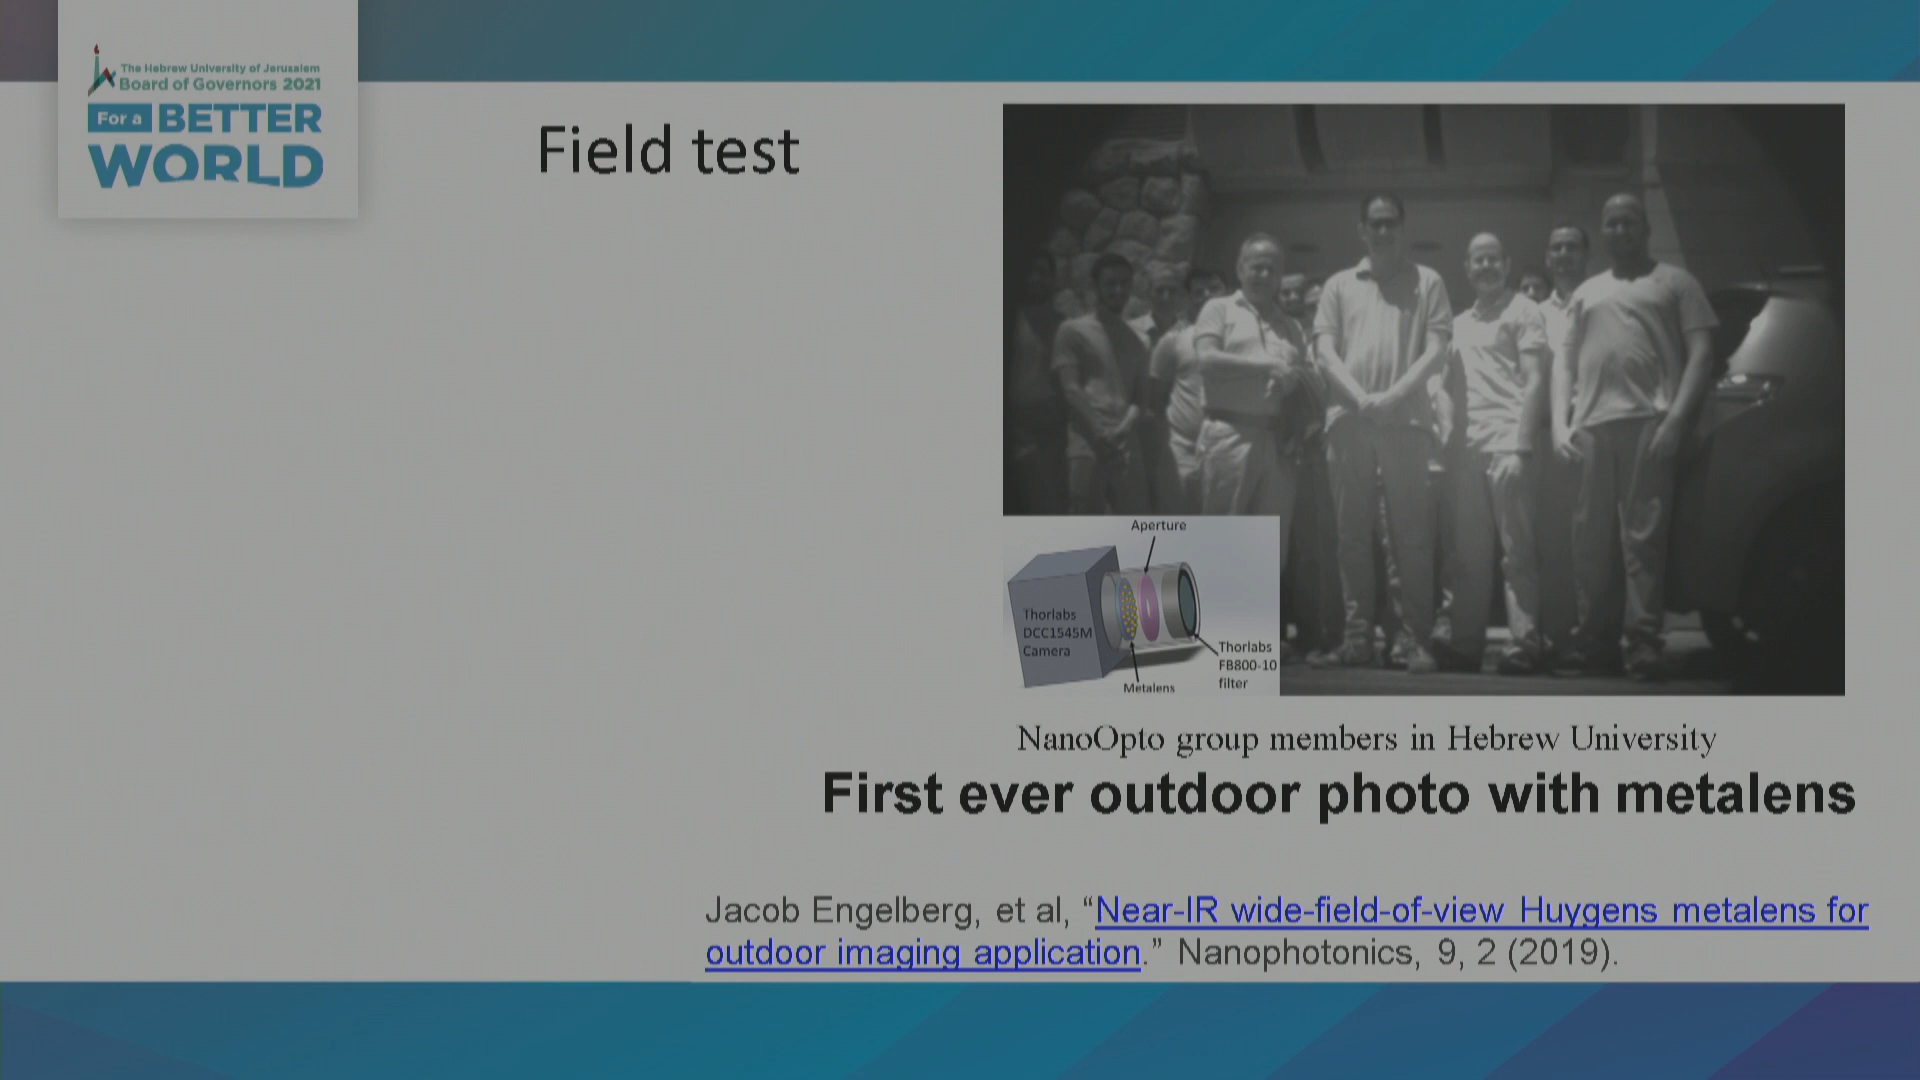 The Hebrew University of Jerusalem
Board of Governors 2021
For a BETTER
WORLD
Field test
Aperture
Thorlabs
DCC1545M
Camera
Metalens
Thorlabs
FB800-10
filter
NanoOpto group members in Hebrew University
First ever outdoor photo with metalens
Jacob Engelberg, et al, “Near-IR wide-field-of-view Huygens metalens for
outdoor imaging application.” Nanophotonics, 9, 2 (2019).